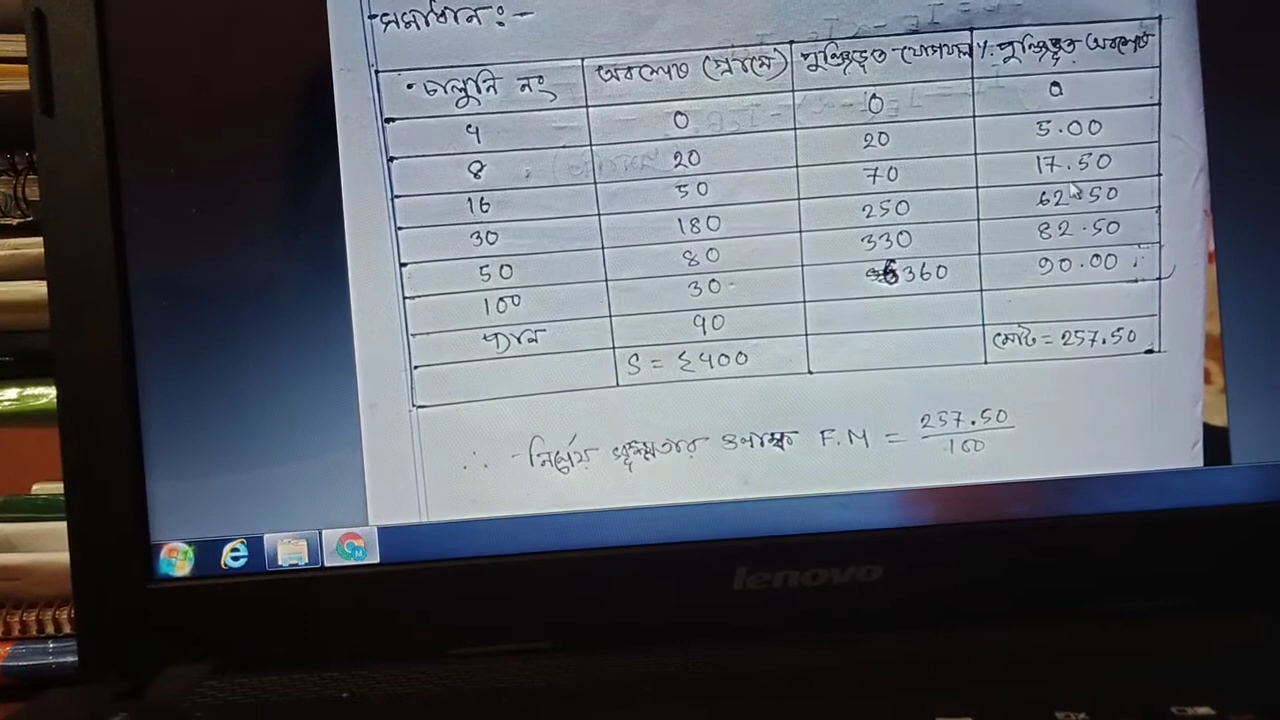 সমাধানঃ-
চালুনি নং অবশেষ (গ্রামে) পুঞ্জিভূত যোগফল % পুঞ্জিভূত অবশেষ
4 0 0 0
8 20 20 5.00
16 50 70 17.50
30 180 250 62.50
50 80 330 82.50
100 30 360 90.00
প্যান 40
S = ≤400 মোট = 257.50
∴ নির্ণেয় সূক্ষ্মতার গুণাঙ্ক F.M = 257.50
100
lenovo